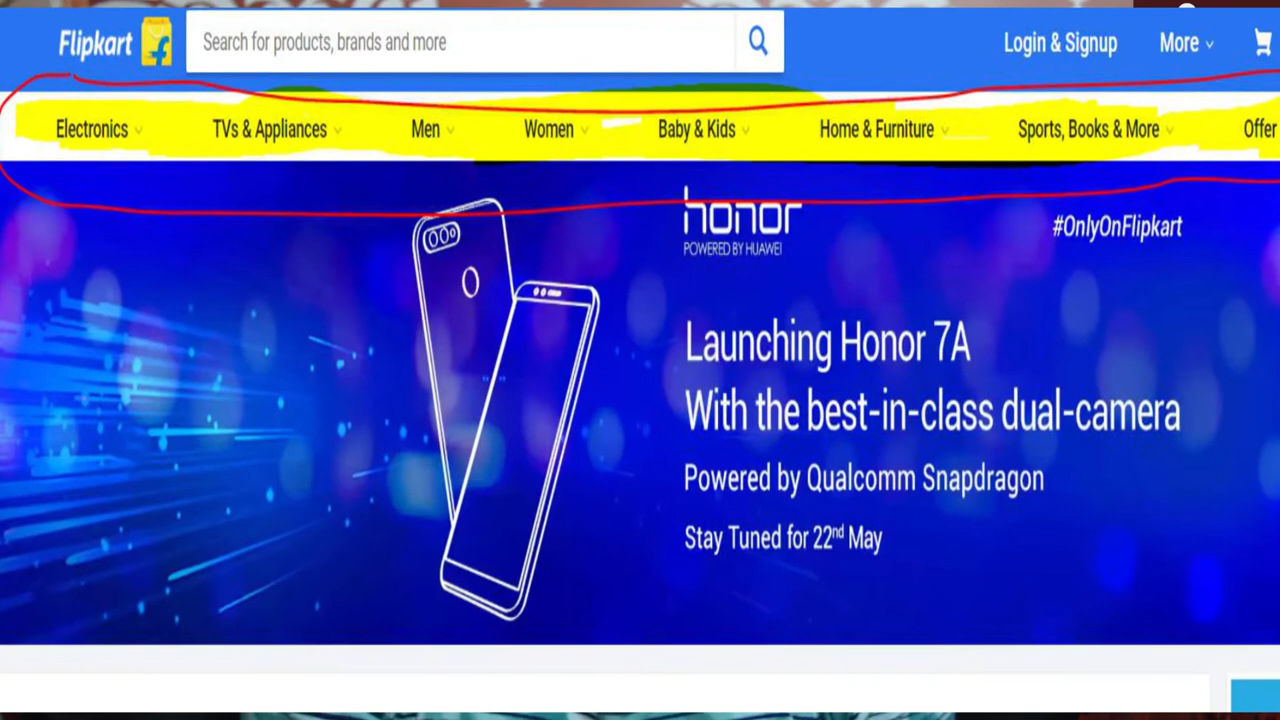 Flipkart Search for products, brands and more Login & Signup More
Electronics TVs & Appliances Men Women Baby & Kids Home & Furniture Sports, Books & More Offer
honor
POWERED BY HUAWEI
#OnlyOnFlipkart
Launching Honor 7A
With the best-in-class dual-camera
Powered by Qualcomm Snapdragon
Stay Tuned for 22nd May